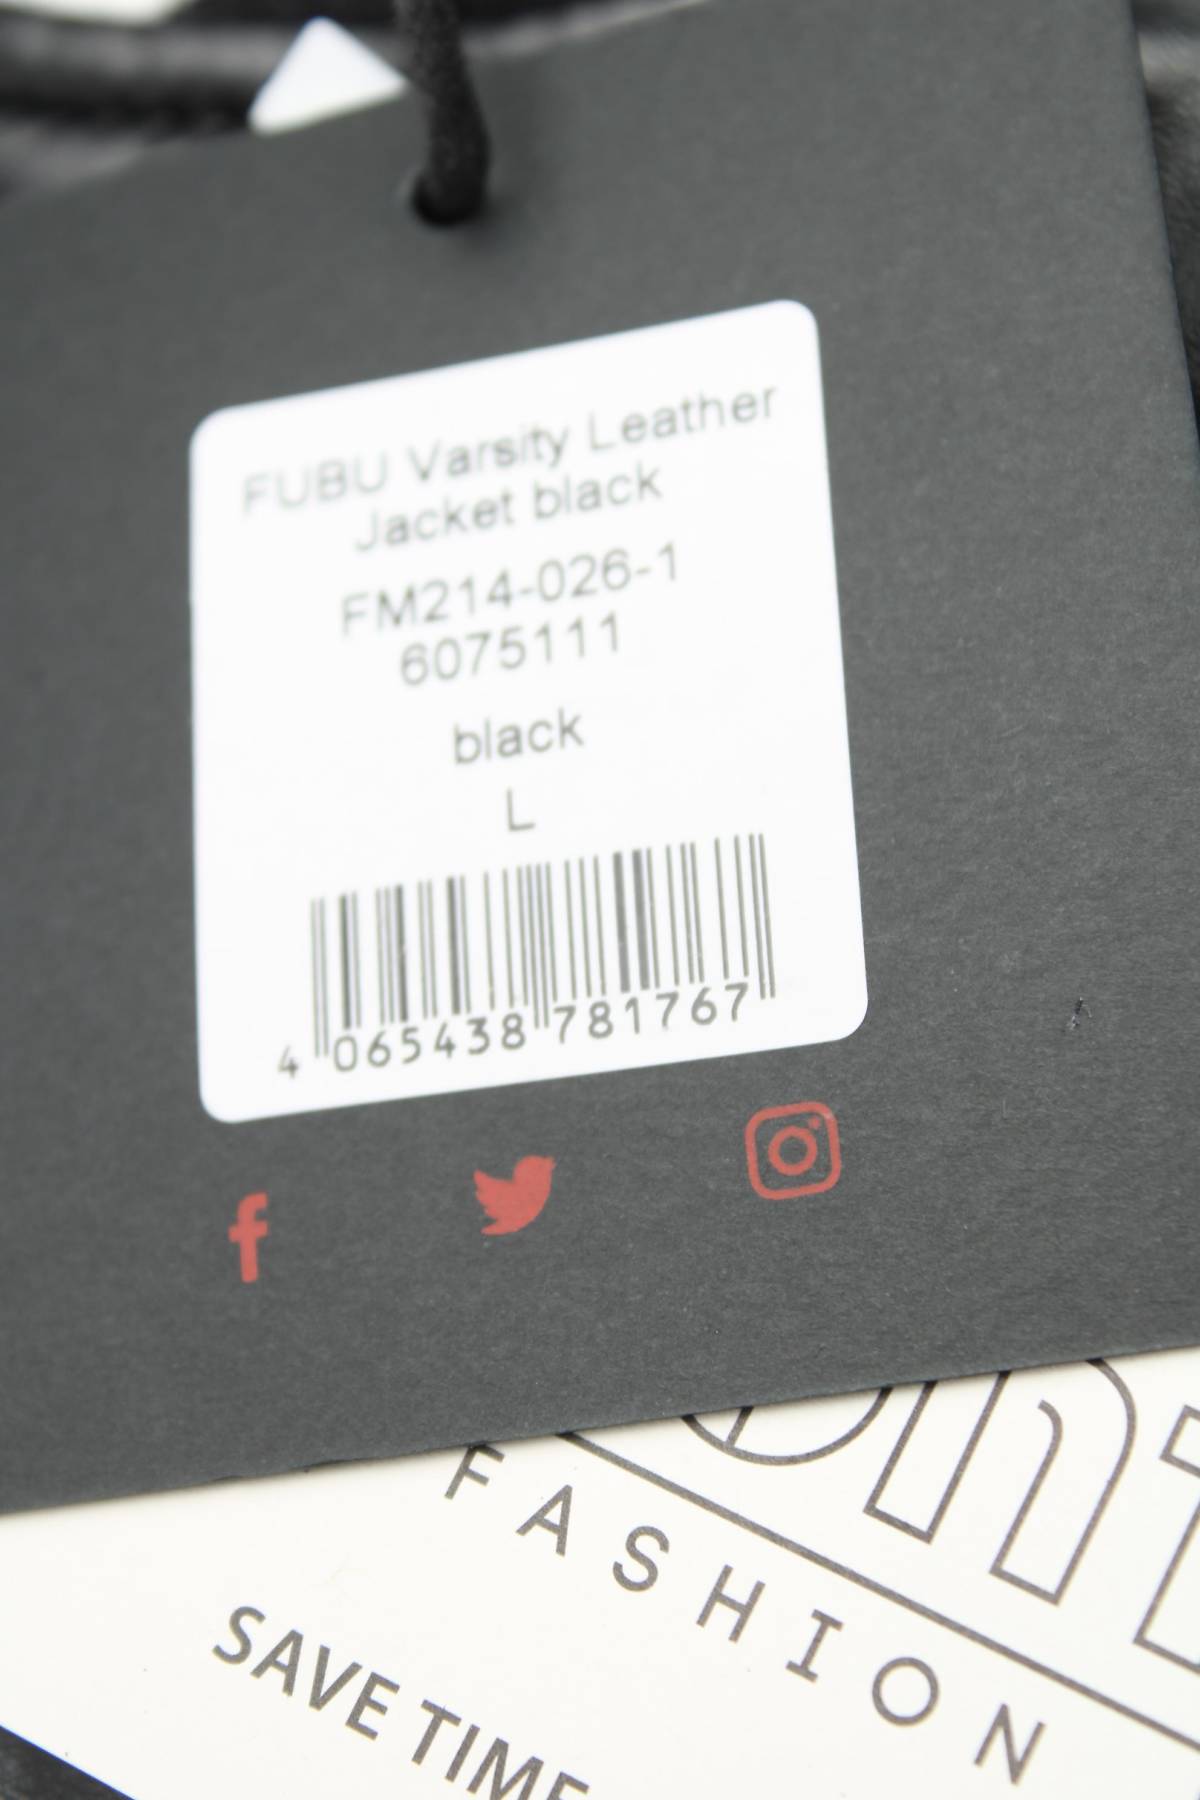 FUBU Varsity Leather
Jacket black
FM214-026-1
6075111
black
L
4 065438 781767
FASHION
SAVE TIME